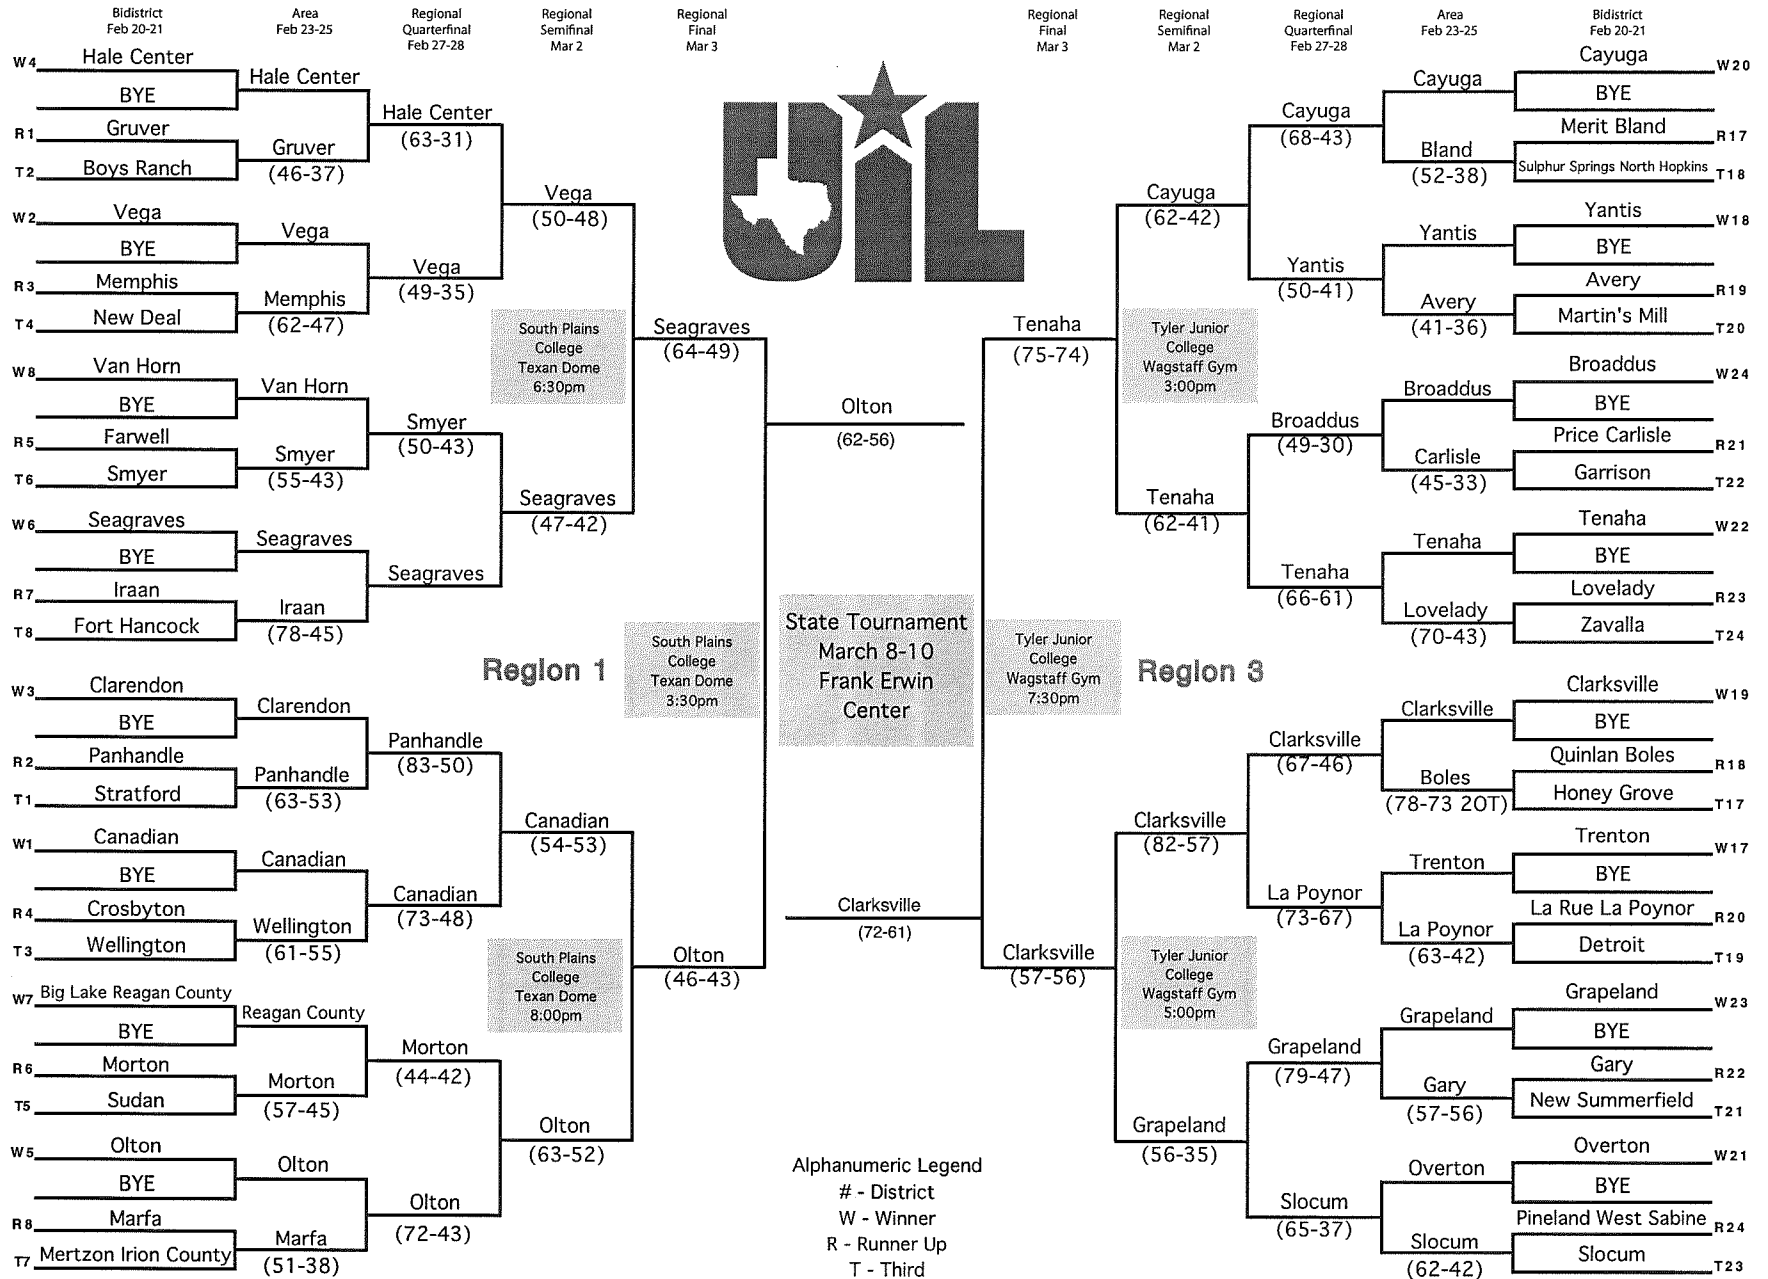 Bidistrict
Feb 20-21
Area
Feb 23-25
Regional
Quarterfinal
Feb 27-28
Regional
Semifinal
Mar 2
Regional
Final
Mar 3
Regional
Final
Mar 3
Regional
Semifinal
Mar 2
Regional
Quarterfinal
Feb 27-28
Area
Feb 23-25
Bidistrict
Feb 20-21
UIL
W4 Hale Center
BYE
R1 Gruver
T2 Boys Ranch
W2 Vega
BYE
R3 Memphis
T4 New Deal
W8 Van Horn
BYE
R5 Farwell
T6 Smyer
W6 Seagraves
BYE
R7 Iraan
T8 Fort Hancock
W3 Clarendon
BYE
R2 Panhandle
T1 Stratford
W1 Canadian
BYE
R4 Crosbyton
T3 Wellington
W7 Big Lake Reagan County
BYE
R6 Morton
T5 Sudan
W5 Olton
BYE
R8 Marfa
T7 Mertzon Irion County
Hale Center
Gruver
(46-37)
Vega
Memphis
(62-47)
Van Horn
Smyer
(55-43)
Seagraves
Iraan
(78-45)
Clarendon
Panhandle
(63-53)
Canadian
Wellington
(61-55)
Reagan County
Morton
(57-45)
Olton
Marfa
(51-38)
Hale Center
(63-31)
Vega
(49-35)
Smyer
(50-43)
Seagraves
Panhandle
(83-50)
Canadian
(73-48)
Morton
(44-42)
Olton
(72-43)
Vega
(50-48)
South Plains
College
Texan Dome
6:30pm
Seagraves
(47-42)
Region 1
Canadian
(54-53)
South Plains
College
Texan Dome
8:00pm
Olton
(63-52)
Seagraves
(64-49)
South Plains
College
Texan Dome
3:30pm
Olton
(46-43)
Olton
(62-56)
State Tournament
March 8-10
Frank Erwin
Center
Clarksville
(72-61)
Alphanumeric Legend
# - District
W - Winner
R - Runner Up
T - Third
Tenaha
(75-74)
Tyler Junior
College
Wagstaff Gym
7:30pm
Clarksville
(57-56)
Cayuga
(62-42)
Tyler Junior
College
Wagstaff Gym
3:00pm
Tenaha
(62-41)
Region 3
Clarksville
(82-57)
Tyler Junior
College
Wagstaff Gym
5:00pm
Grapeland
(56-35)
Cayuga
(68-43)
Yantis
(50-41)
Broaddus
(49-30)
Tenaha
(66-61)
Clarksville
(67-46)
La Poynor
(73-67)
Grapeland
(79-47)
Slocum
(65-37)
Cayuga
Bland
(52-38)
Yantis
Avery
(41-36)
Broaddus
Carlisle
(45-33)
Tenaha
Lovelady
(70-43)
Clarksville
Boles
(78-73 2OT)
Trenton
La Poynor
(63-42)
Grapeland
Gary
(57-56)
Overton
Slocum
(62-42)
Cayuga W20
BYE
Merit Bland R17
Sulphur Springs North Hopkins T18
Yantis W18
BYE
Avery R19
Martin's Mill T20
Broaddus W24
BYE
Price Carlisle R21
Garrison T22
Tenaha W22
BYE
Lovelady R23
Zavalla T24
Clarksville W19
BYE
Quinlan Boles R18
Honey Grove T17
Trenton W17
BYE
La Rue La Poynor R20
Detroit T19
Grapeland W23
BYE
Gary R22
New Summerfield T21
Overton W21
BYE
Pineland West Sabine R24
Slocum T23